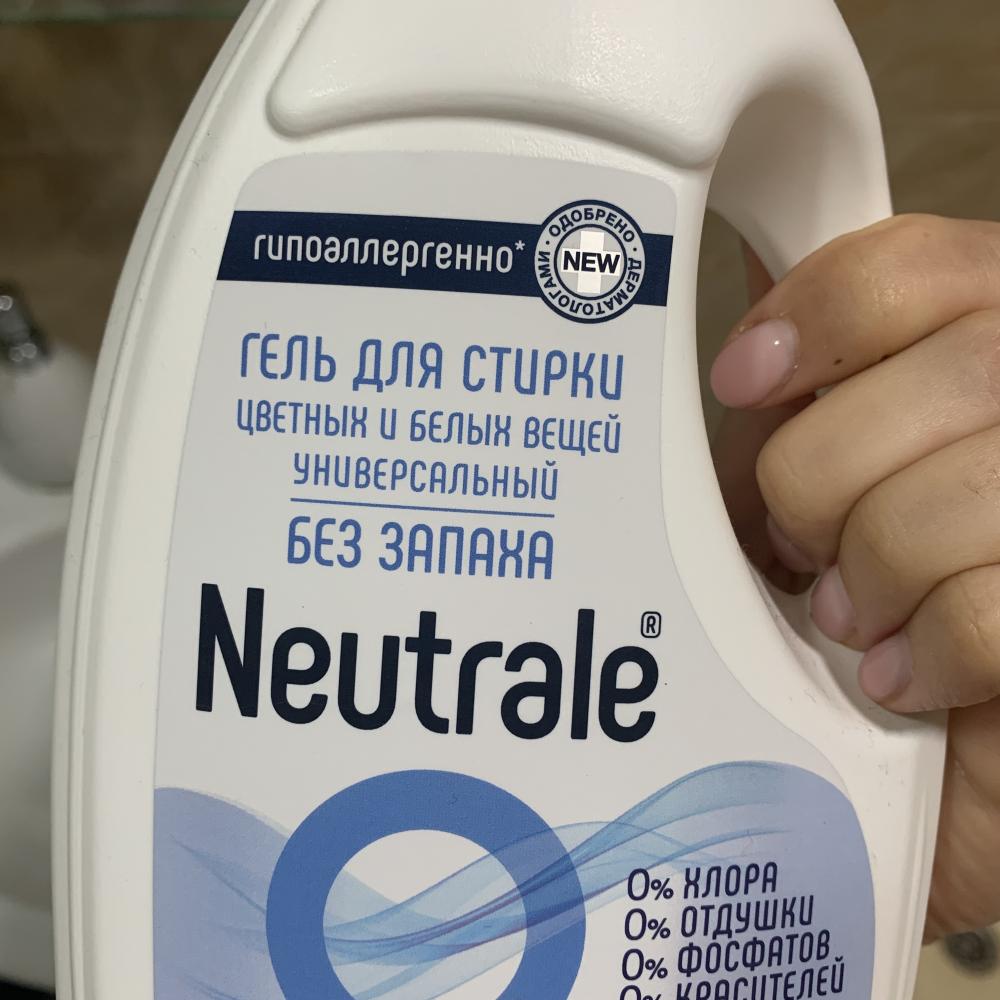 гипоаллергенно*
ОДОБРЕНО • ДЕРМАТОЛОГАМИ •
NEW
ГЕЛЬ ДЛЯ СТИРКИ
ЦВЕТНЫХ И БЕЛЫХ ВЕЩЕЙ
УНИВЕРСАЛЬНЫЙ
БЕЗ ЗАПАХА
Neutrale®
0% ХЛОРА
0% ОТДУШКИ
0% ФОСФАТОВ
0% КРАСИТЕЛЕЙ